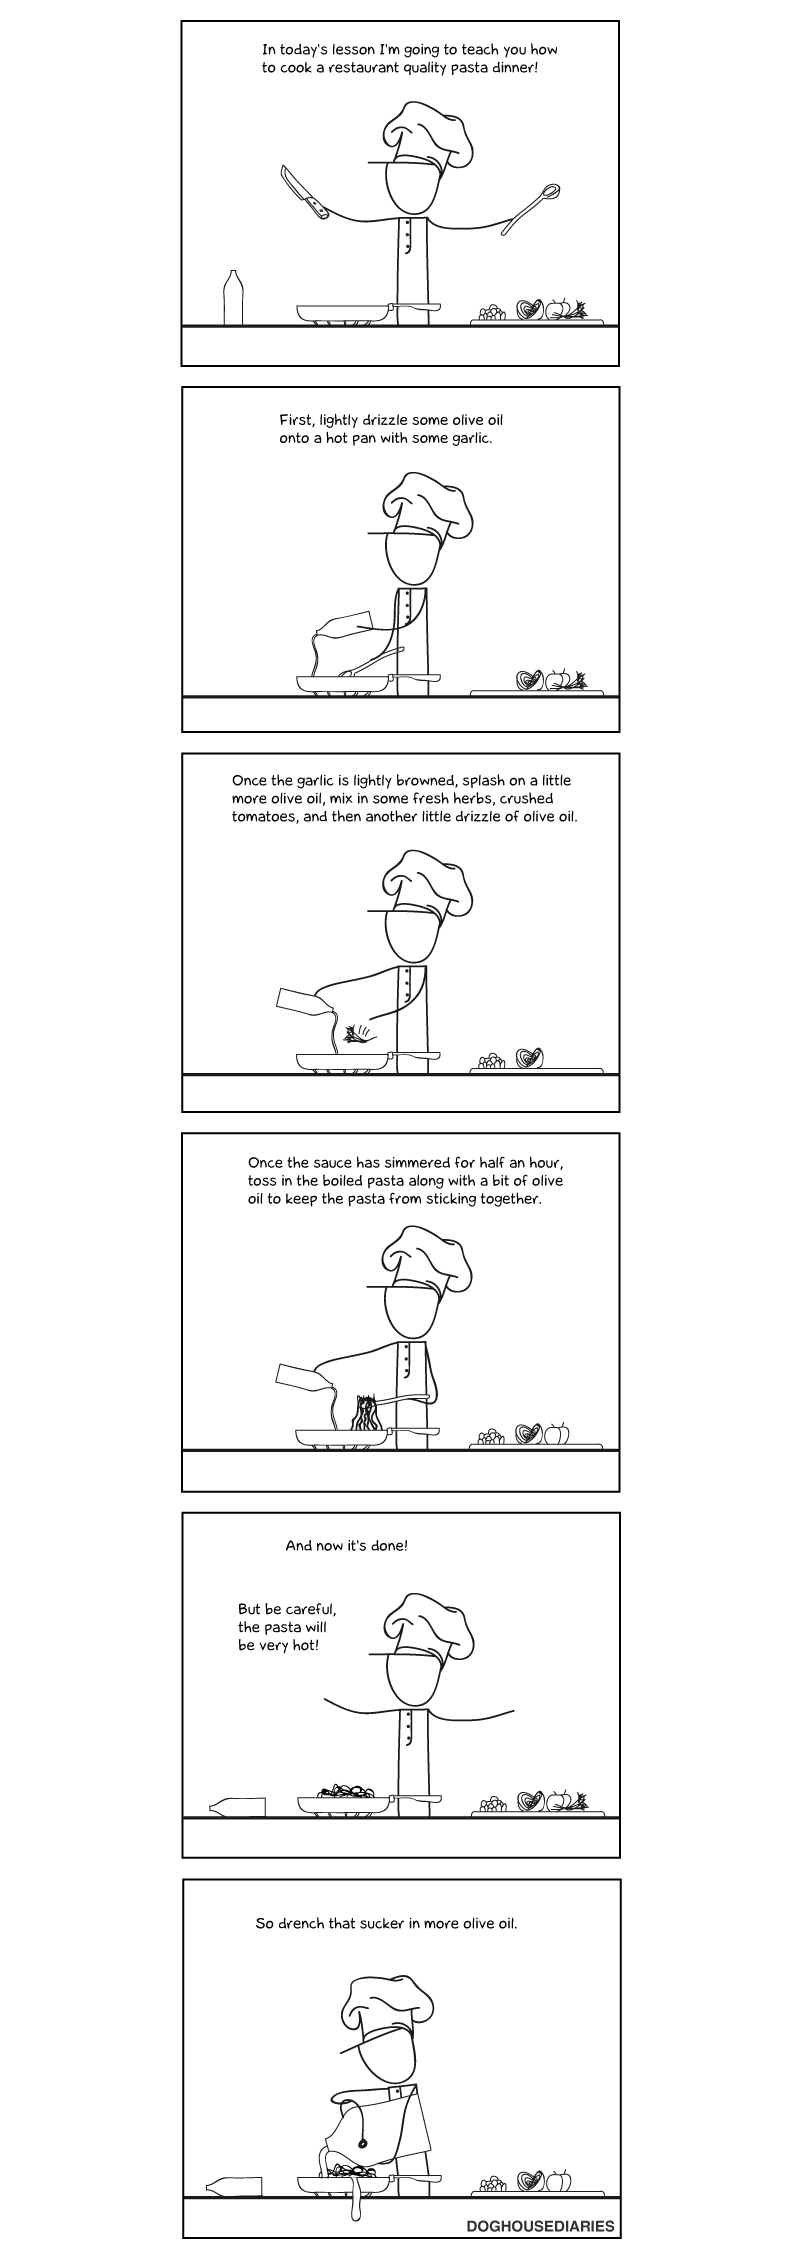 In today's lesson I'm going to teach you how
to cook a restaurant quality pasta dinner!
First, lightly drizzle some olive oil
onto a hot pan with some garlic.
Once the garlic is lightly browned, splash on a little
more olive oil, mix in some fresh herbs, crushed
tomatoes, and then another little drizzle of olive oil.
Once the sauce has simmered for half an hour,
toss in the boiled pasta along with a bit of olive
oil to keep the pasta from sticking together.
And now it's done!
But be careful,
the pasta will
be very hot!
So drench that sucker in more olive oil.
DOGHOUSEDIARIES